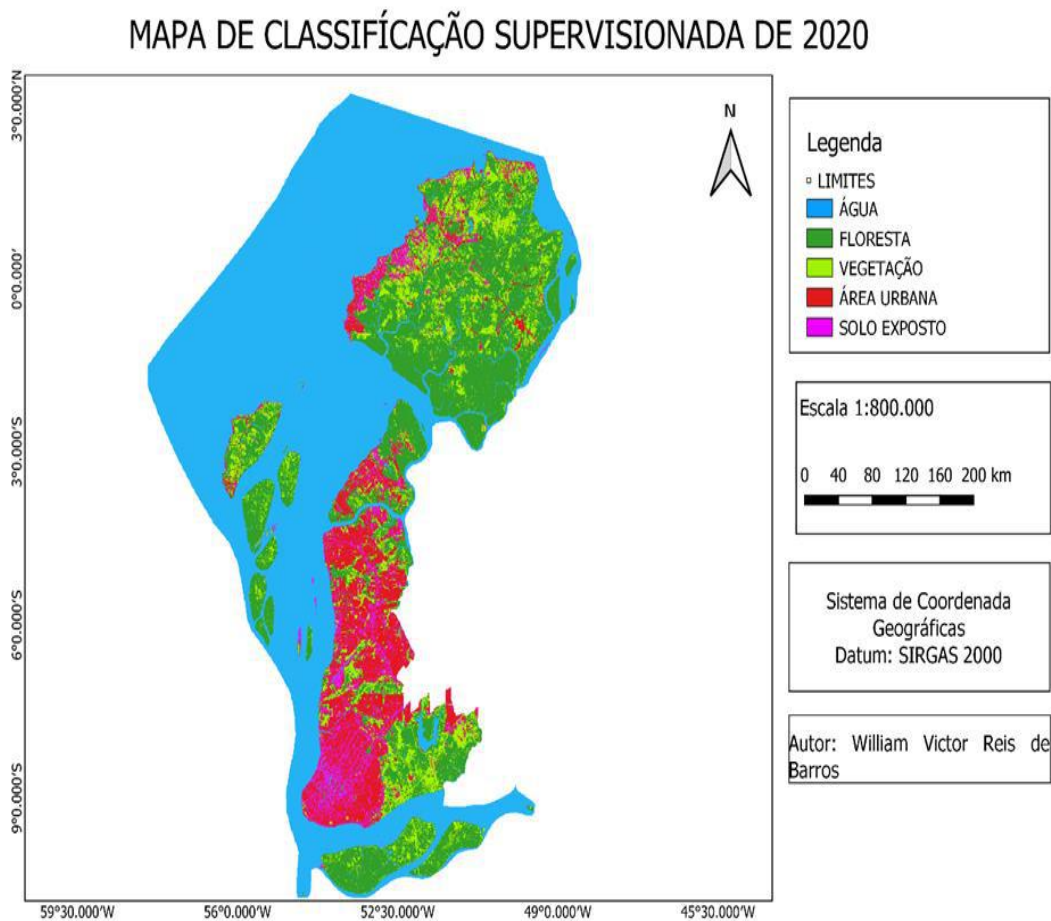 MAPA DE CLASSIFÍCAÇÃO SUPERVISIONADA DE 2020
3°0.000'N
0°0.000'
3°0.000'S
6°0.000'S
9°0.000'S
59°30.000'W 56°0.000'W 52°30.000'W 49°0.000'W 45°30.000'W
N
Legenda
LIMITES
ÁGUA
FLORESTA
VEGETAÇÃO
ÁREA URBANA
SOLO EXPOSTO
Escala 1:800.000
0 40 80 120 160 200 km
Sistema de Coordenada
Geográficas
Datum: SIRGAS 2000
Autor: William Victor Reis de
Barros